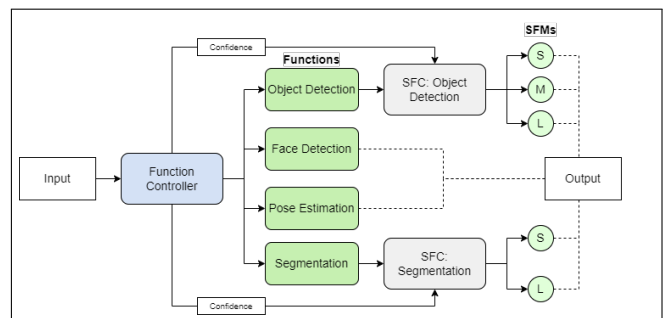 SFMs
Confidence
Functions
S
Object Detection
SFC: Object
Detection
M
L
Face Detection
Input
Function
Controller
Output
Pose Estimation
Segmentation
SFC:
Segmentation
S
L
Confidence